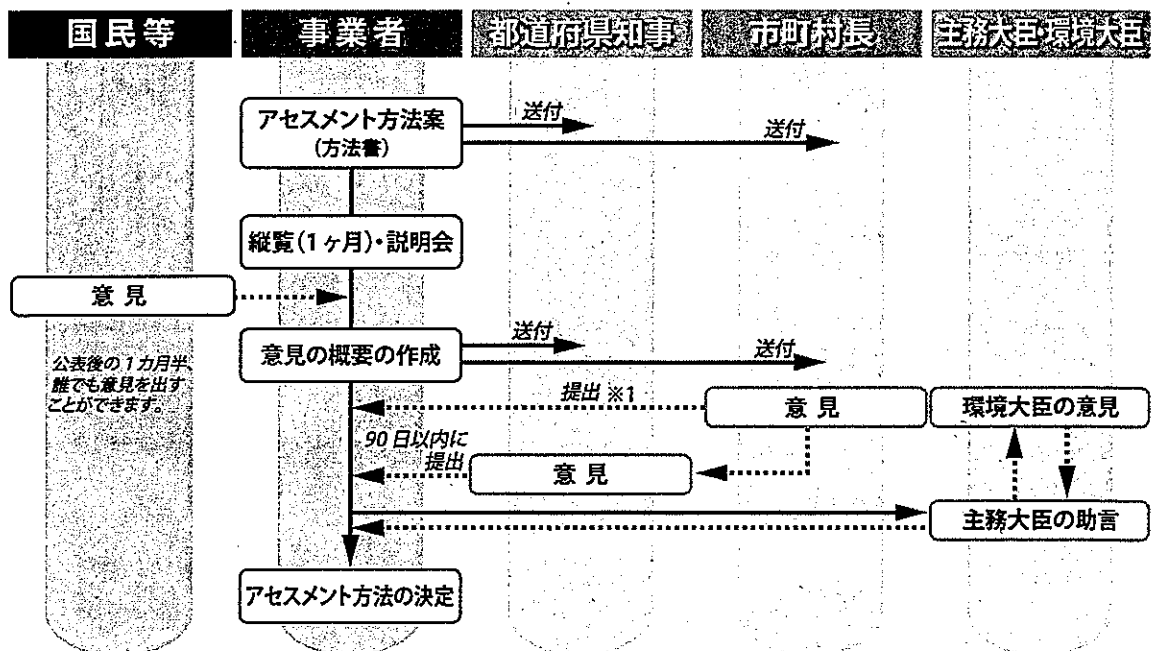 国民等
事業者
都道府県知事
市町村長
主務大臣・環境大臣
アセスメント方法案
(方法書)
送付
送付
縦覧(1ヶ月)・説明会
意見
公表後の1カ月半、
誰でも意見を出す
ことができます。
意見の概要の作成
送付
送付
提出 ※1
意見
環境大臣の意見
90日以内に
提出
意見
主務大臣の助言
アセスメント方法の決定